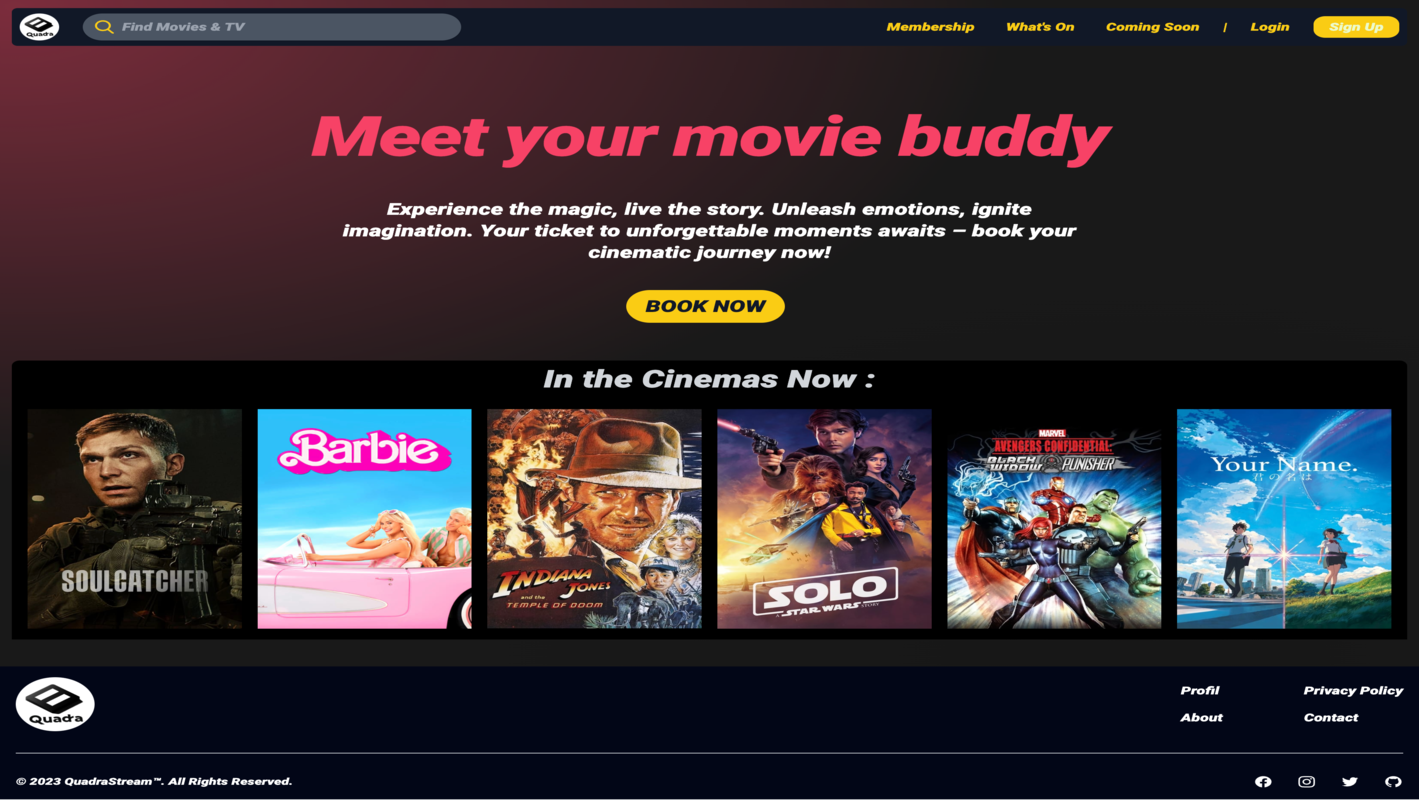 Quadra
Find Movies & TV
Membership
What's On
Coming Soon
|
Login
Sign Up
Meet your movie buddy
Experience the magic, live the story. Unleash emotions, ignite
imagination. Your ticket to unforgettable moments awaits – book your
cinematic journey now!
BOOK NOW
In the Cinemas Now :
SOULCATCHER
Barbie
INDIANA
JONES
and the
TEMPLE OF DOOM
SOLO
A STAR WARS STORY
MARVEL
AVENGERS CONFIDENTIAL:
BLACK WIDOW PUNISHER
Your Name.
君の名は
Quadra
Profil
Privacy Policy
About
Contact
© 2023 QuadraStream™. All Rights Reserved.